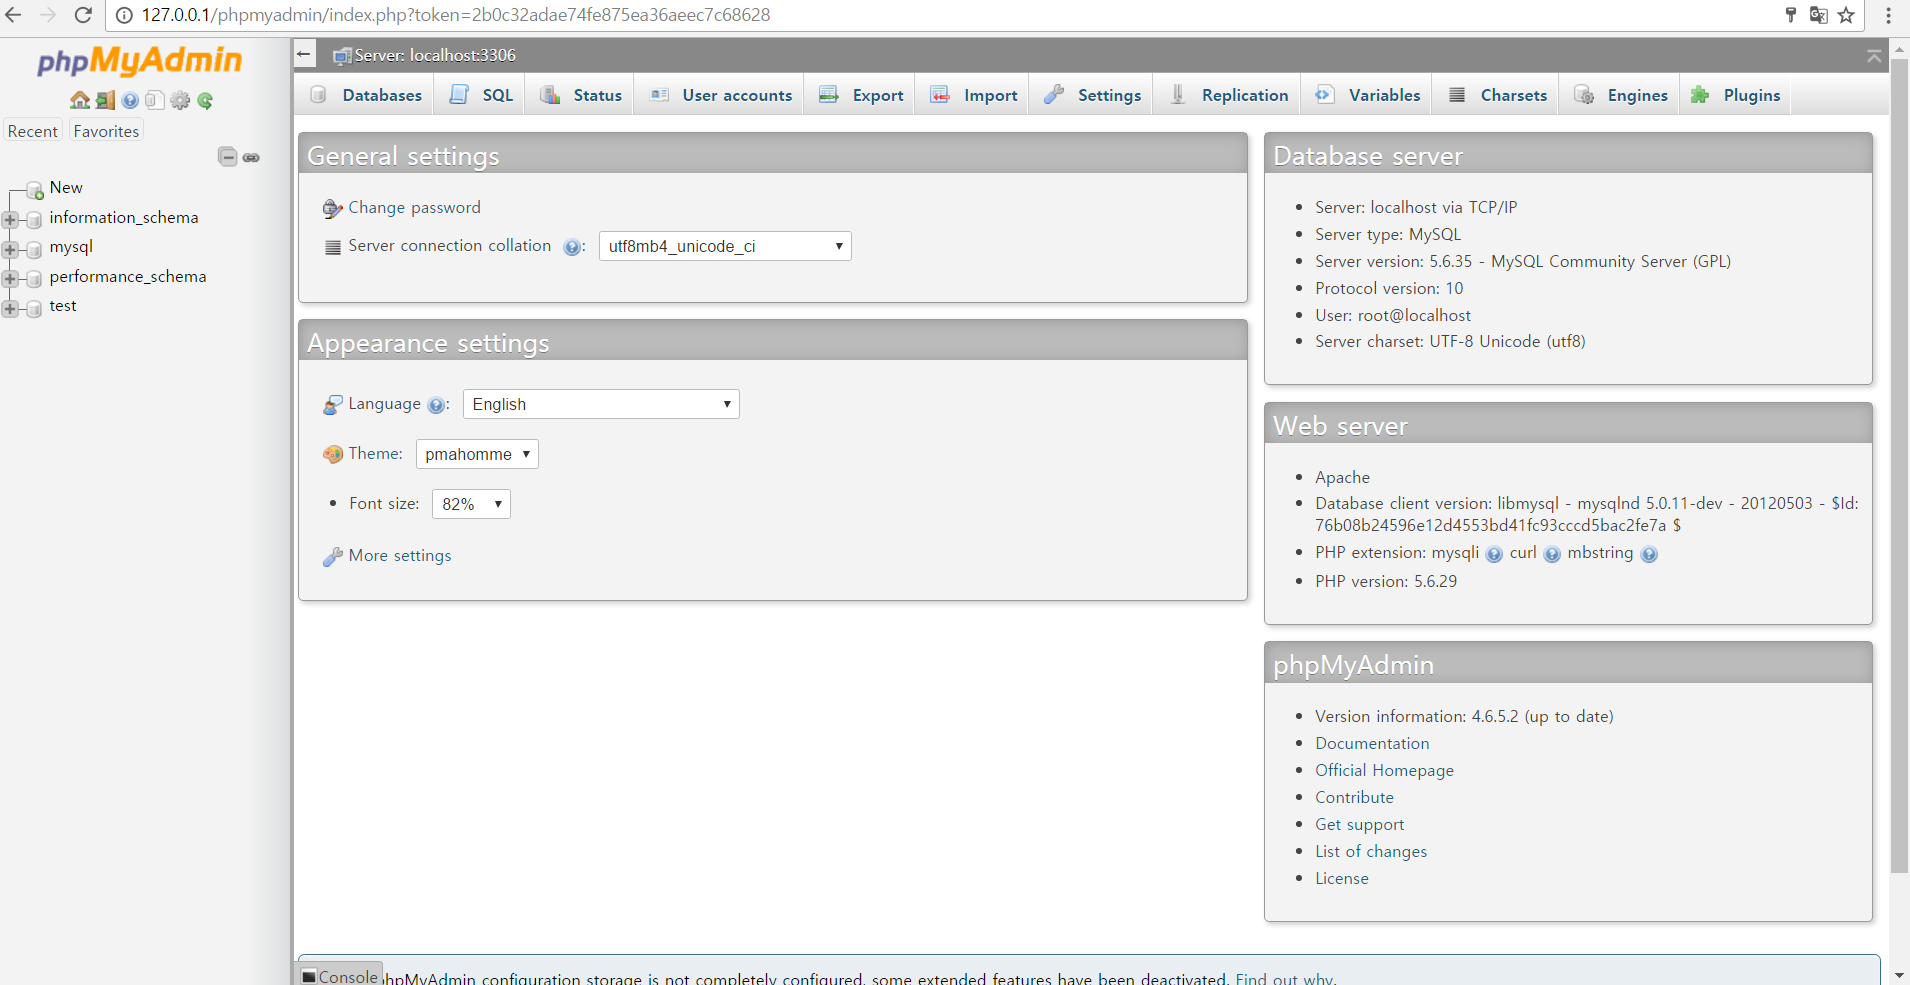 127.0.0.1/phpmyadmin/index.php?token=2b0c32adae74fe875ea36aeec7c68628
phpMyAdmin
Recent Favorites
New
information_schema
mysql
performance_schema
test
Server: localhost:3306
Databases SQL Status User accounts Export Import Settings Replication Variables Charsets Engines Plugins
General settings
Change password
Server connection collation : utf8mb4_unicode_ci
Appearance settings
Language : English
Theme: pmahomme
Font size: 82%
More settings
Database server
Server: localhost via TCP/IP
Server type: MySQL
Server version: 5.6.35 - MySQL Community Server (GPL)
Protocol version: 10
User: root@localhost
Server charset: UTF-8 Unicode (utf8)
Web server
Apache
Database client version: libmysql - mysqlnd 5.0.11-dev - 20120503 - $Id:
76b08b24596e12d4553bd41fc93cccd5bac2fe7a $
PHP extension: mysqli curl mbstring
PHP version: 5.6.29
phpMyAdmin
Version information: 4.6.5.2 (up to date)
Documentation
Official Homepage
Contribute
Get support
List of changes
License
Console
phpMyAdmin configuration storage is not completely configured, some extended features have been deactivated. Find out why.